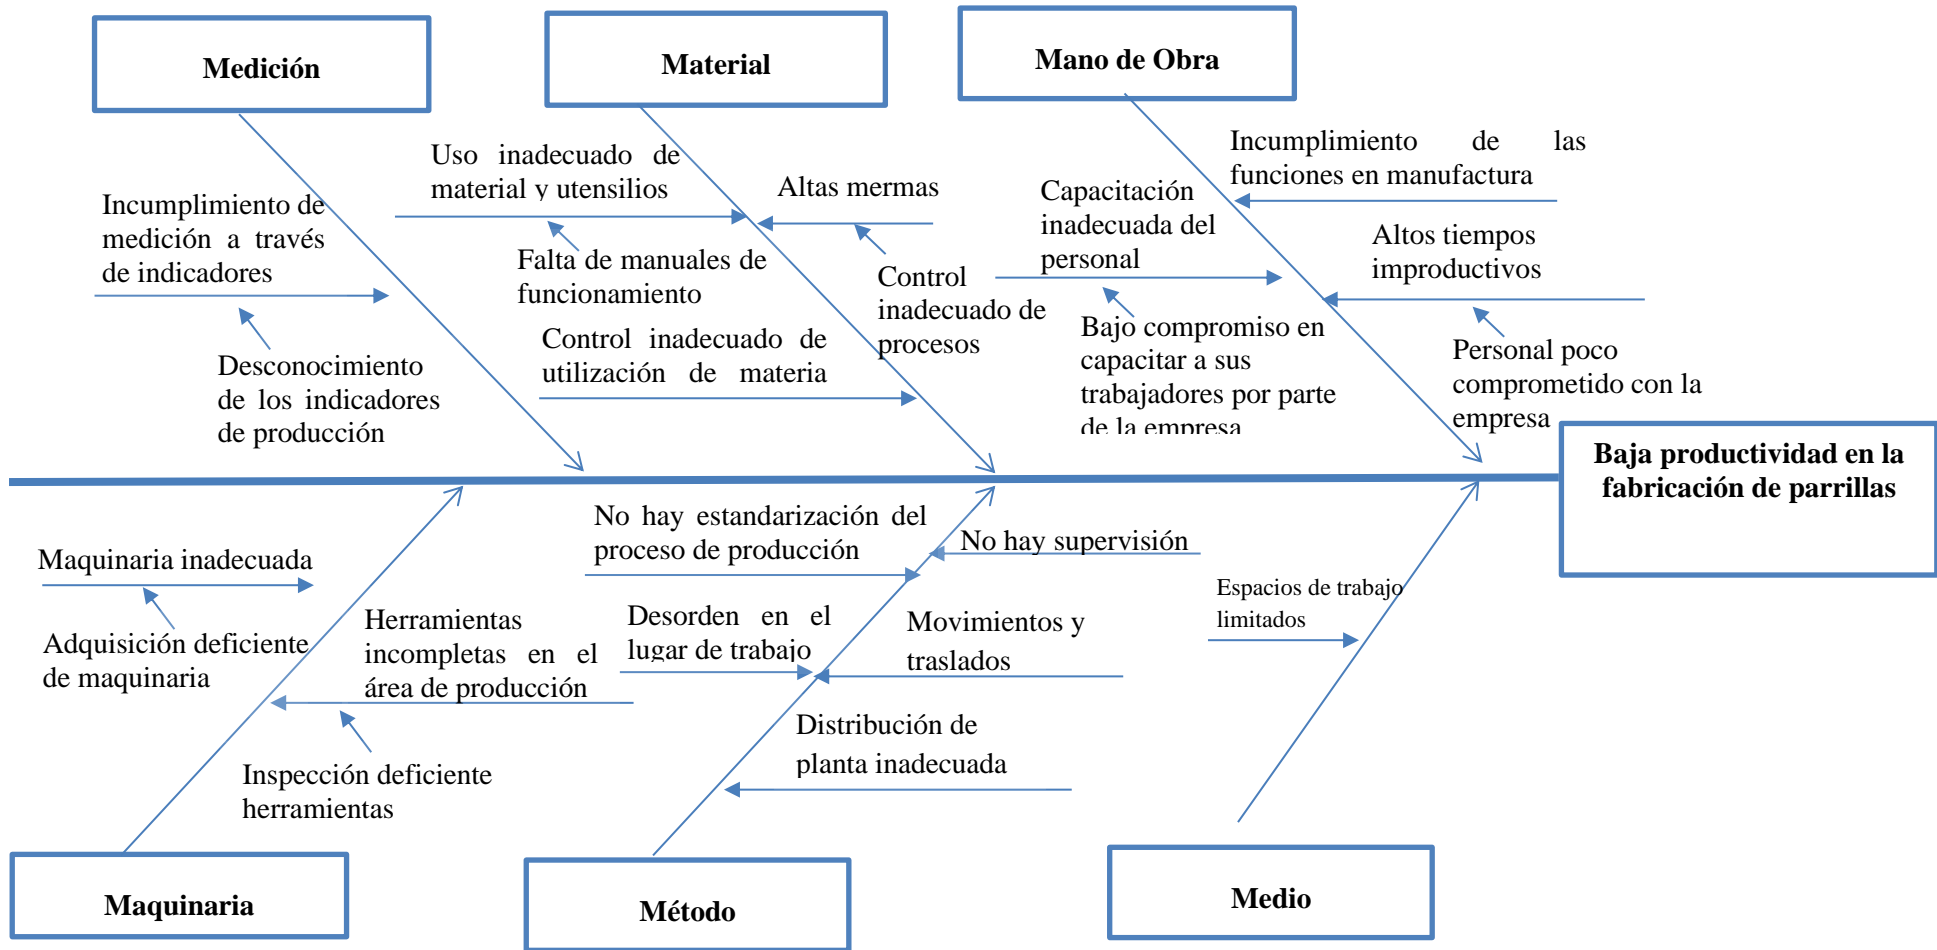 Medición
Material
Mano de Obra
Incumplimiento de
medición a través
de indicadores
Desconocimiento
de los indicadores
de producción
Uso inadecuado de
material y utensilios
Falta de manuales de
funcionamiento
Control inadecuado de
utilización de materia
Altas mermas
Control
inadecuado de
procesos
Capacitación
inadecuada del
personal
Bajo compromiso en
capacitar a sus
trabajadores por parte
de la empresa
Incumplimiento de las
funciones en manufactura
Altos tiempos
improductivos
Personal poco
comprometido con la
empresa
Baja productividad en la
fabricación de parrillas
Maquinaria inadecuada
Adquisición deficiente
de maquinaria
Herramientas
incompletas en el
área de producción
Inspección deficiente
herramientas
No hay estandarización del
proceso de producción
No hay supervisión
Desorden en el
lugar de trabajo
Movimientos y
traslados
Distribución de
planta inadecuada
Espacios de trabajo
limitados
Maquinaria
Método
Medio